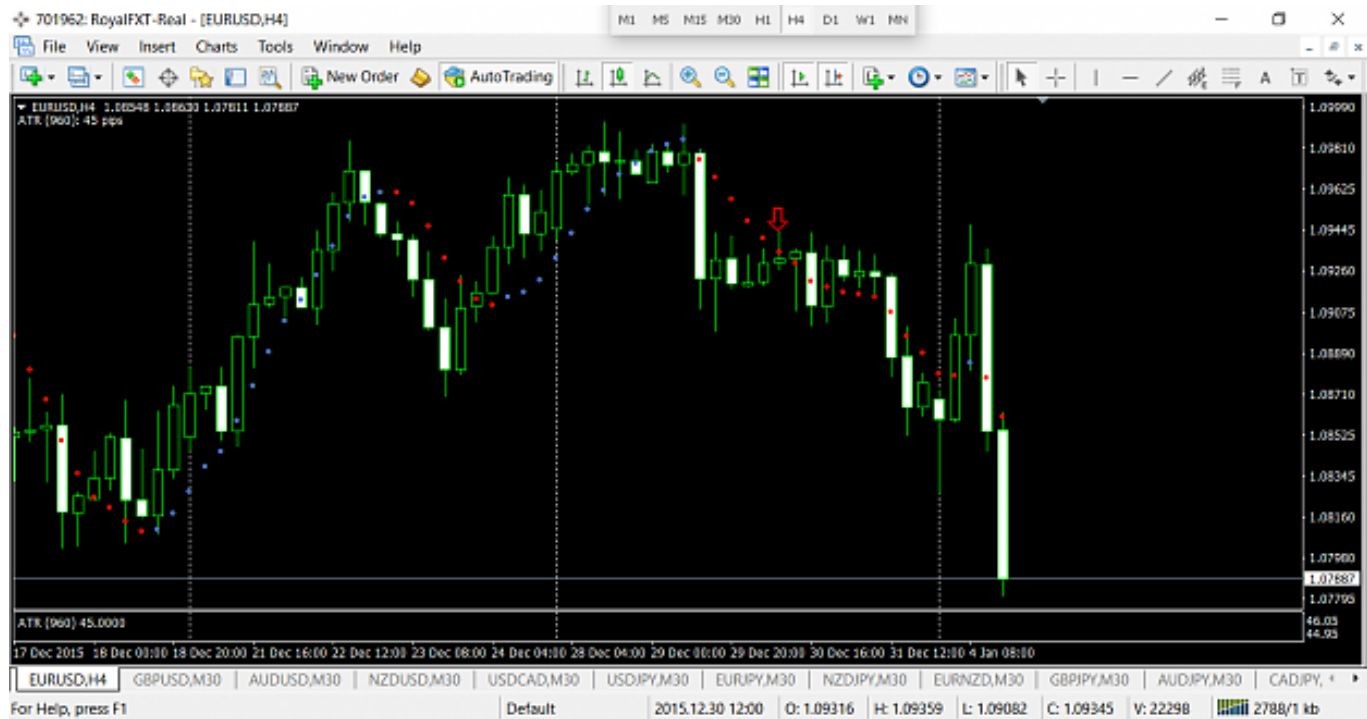 701962: RoyalFXT-Real - [EURUSD,H4]
M1 M5 M15 M30 H1 H4 D1 W1 MN
File View Insert Charts Tools Window Help
New Order AutoTrading
EURUSD,H4 1.08548 1.08630 1.07811 1.07887
ATR (960): 45 pips
1.09990
1.09810
1.09625
1.09445
1.09260
1.09075
1.08890
1.08710
1.08525
1.08345
1.08160
1.07980
1.07887
1.07795
ATR (960) 45.0000
46.05
44.95
17 Dec 2015 18 Dec 00:00 18 Dec 20:00 21 Dec 16:00 22 Dec 12:00 23 Dec 08:00 24 Dec 04:00 28 Dec 04:00 29 Dec 00:00 29 Dec 20:00 30 Dec 16:00 31 Dec 12:00 4 Jan 08:00
EURUSD,H4 GBPUSD,M30 AUDUSD,M30 NZDUSD,M30 USDCAD,M30 USDJPY,M30 EURJPY,M30 NZDJPY,M30 EURNZD,M30 GBPJPY,M30 AUDJPY,M30 CADJPY,
For Help, press F1 Default 2015.12.30 12:00 O: 1.09316 H: 1.09359 L: 1.09082 C: 1.09345 V: 22298 2788/1 kb